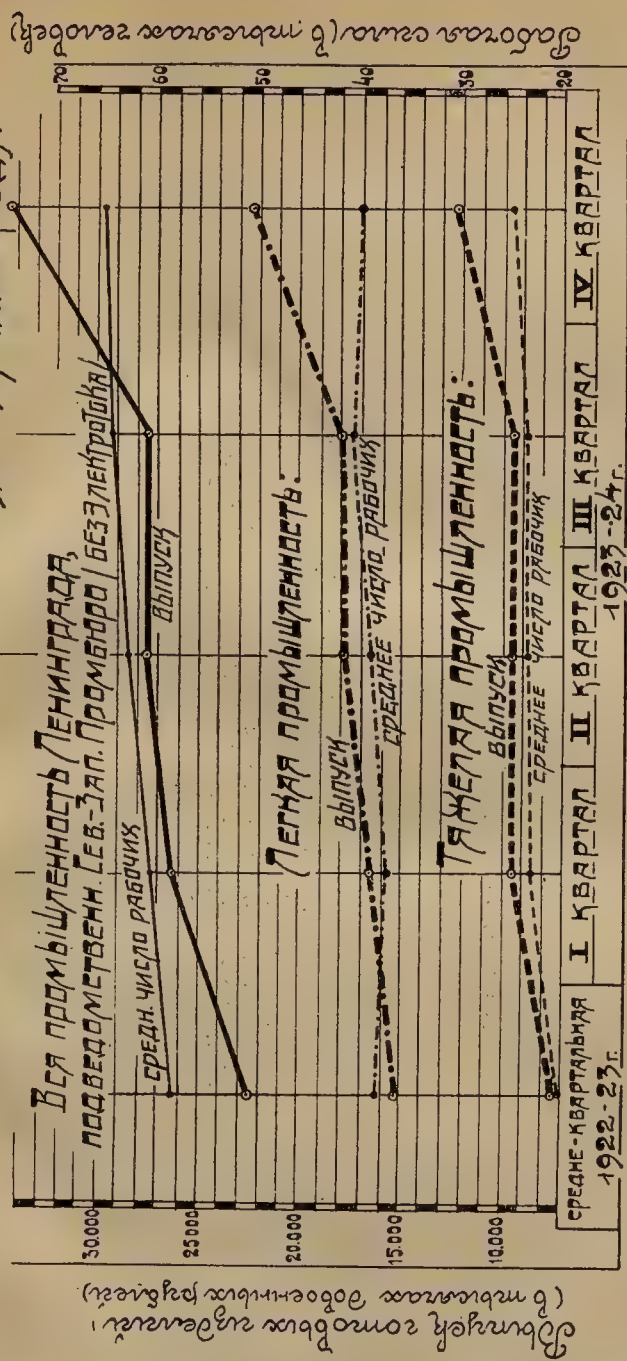 Вся промышленность Ленинграда,
подведомственн. Сев.-Зап. Промбюро /без электротока/
средн. число рабочих
выпуск
Легкая промышленность:
выпуск
среднее число рабочих
Тяжелая промышленность:
выпуск
среднее число рабочих
Выпуск готовых изделий:
(в тысячах довоенных рублей)
30.000
25.000
20.000
15.000
10.000
Рабочая сила (в тысячах человек)
70
60
50
40
30
20
средне-квартальная
1922-23г.
I квартал
II квартал
III квартал
IV квартал
1923-24г.